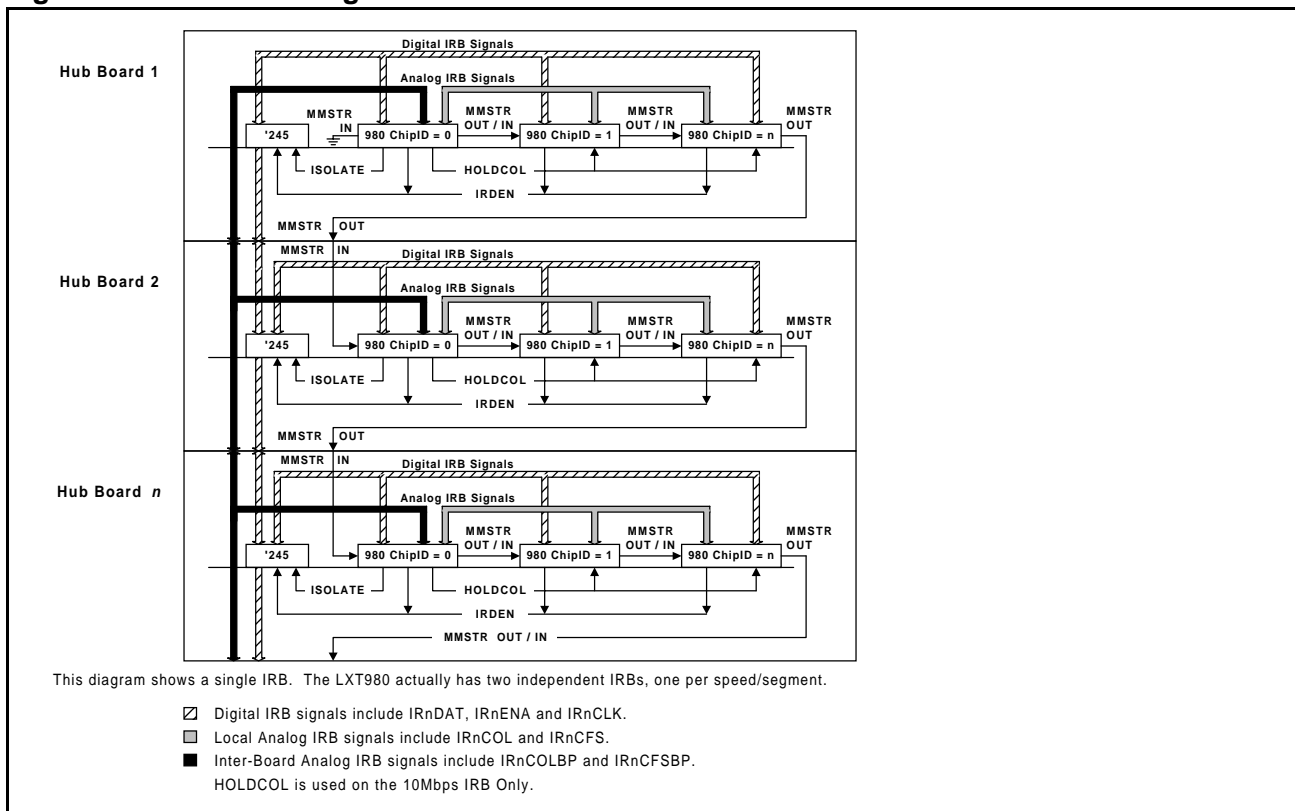 Digital IRB Signals
Hub Board 1
Analog IRB Signals
MMSTR
IN
MMSTR
OUT / IN
MMSTR
OUT / IN
MMSTR
OUT
'245
980 ChipID = 0
980 ChipID = 1
980 ChipID = n
ISOLATE
HOLDCOL
IRDEN
MMSTR OUT
MMSTR IN
Digital IRB Signals
Hub Board 2
Analog IRB Signals
MMSTR
OUT / IN
MMSTR
OUT / IN
MMSTR
OUT
'245
980 ChipID = 0
980 ChipID = 1
980 ChipID = n
ISOLATE
HOLDCOL
IRDEN
MMSTR OUT
MMSTR IN
Digital IRB Signals
Hub Board n
Analog IRB Signals
MMSTR
OUT / IN
MMSTR
OUT / IN
MMSTR
OUT
'245
980 ChipID = 0
980 ChipID = 1
980 ChipID = n
ISOLATE
HOLDCOL
IRDEN
MMSTR OUT / IN
This diagram shows a single IRB. The LXT980 actually has two independent IRBs, one per speed/segment.
Digital IRB signals include IRnDAT, IRnENA and IRnCLK.
Local Analog IRB signals include IRnCOL and IRnCFS.
Inter-Board Analog IRB signals include IRnCOLBP and IRnCFSBP.
HOLDCOL is used on the 10Mbps IRB Only.